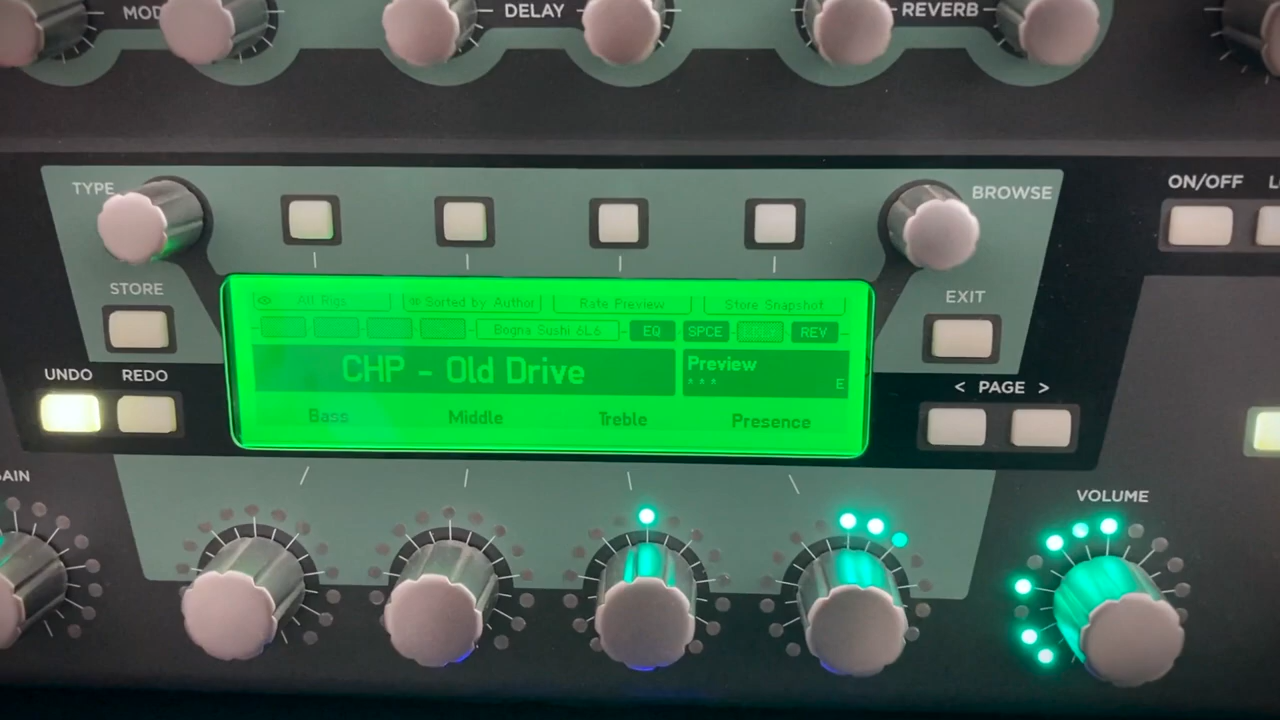 MOD
DELAY
REVERB
TYPE
BROWSE
ON/OFF
STORE
EXIT
All Rigs
Sorted by Author
Rate Preview
Store Snapshot
Bogna Sushi 6L6
EQ
SPCE
REV
UNDO
REDO
CHP - Old Drive
Preview
E
< PAGE >
Bass
Middle
Treble
Presence
AIN
VOLUME